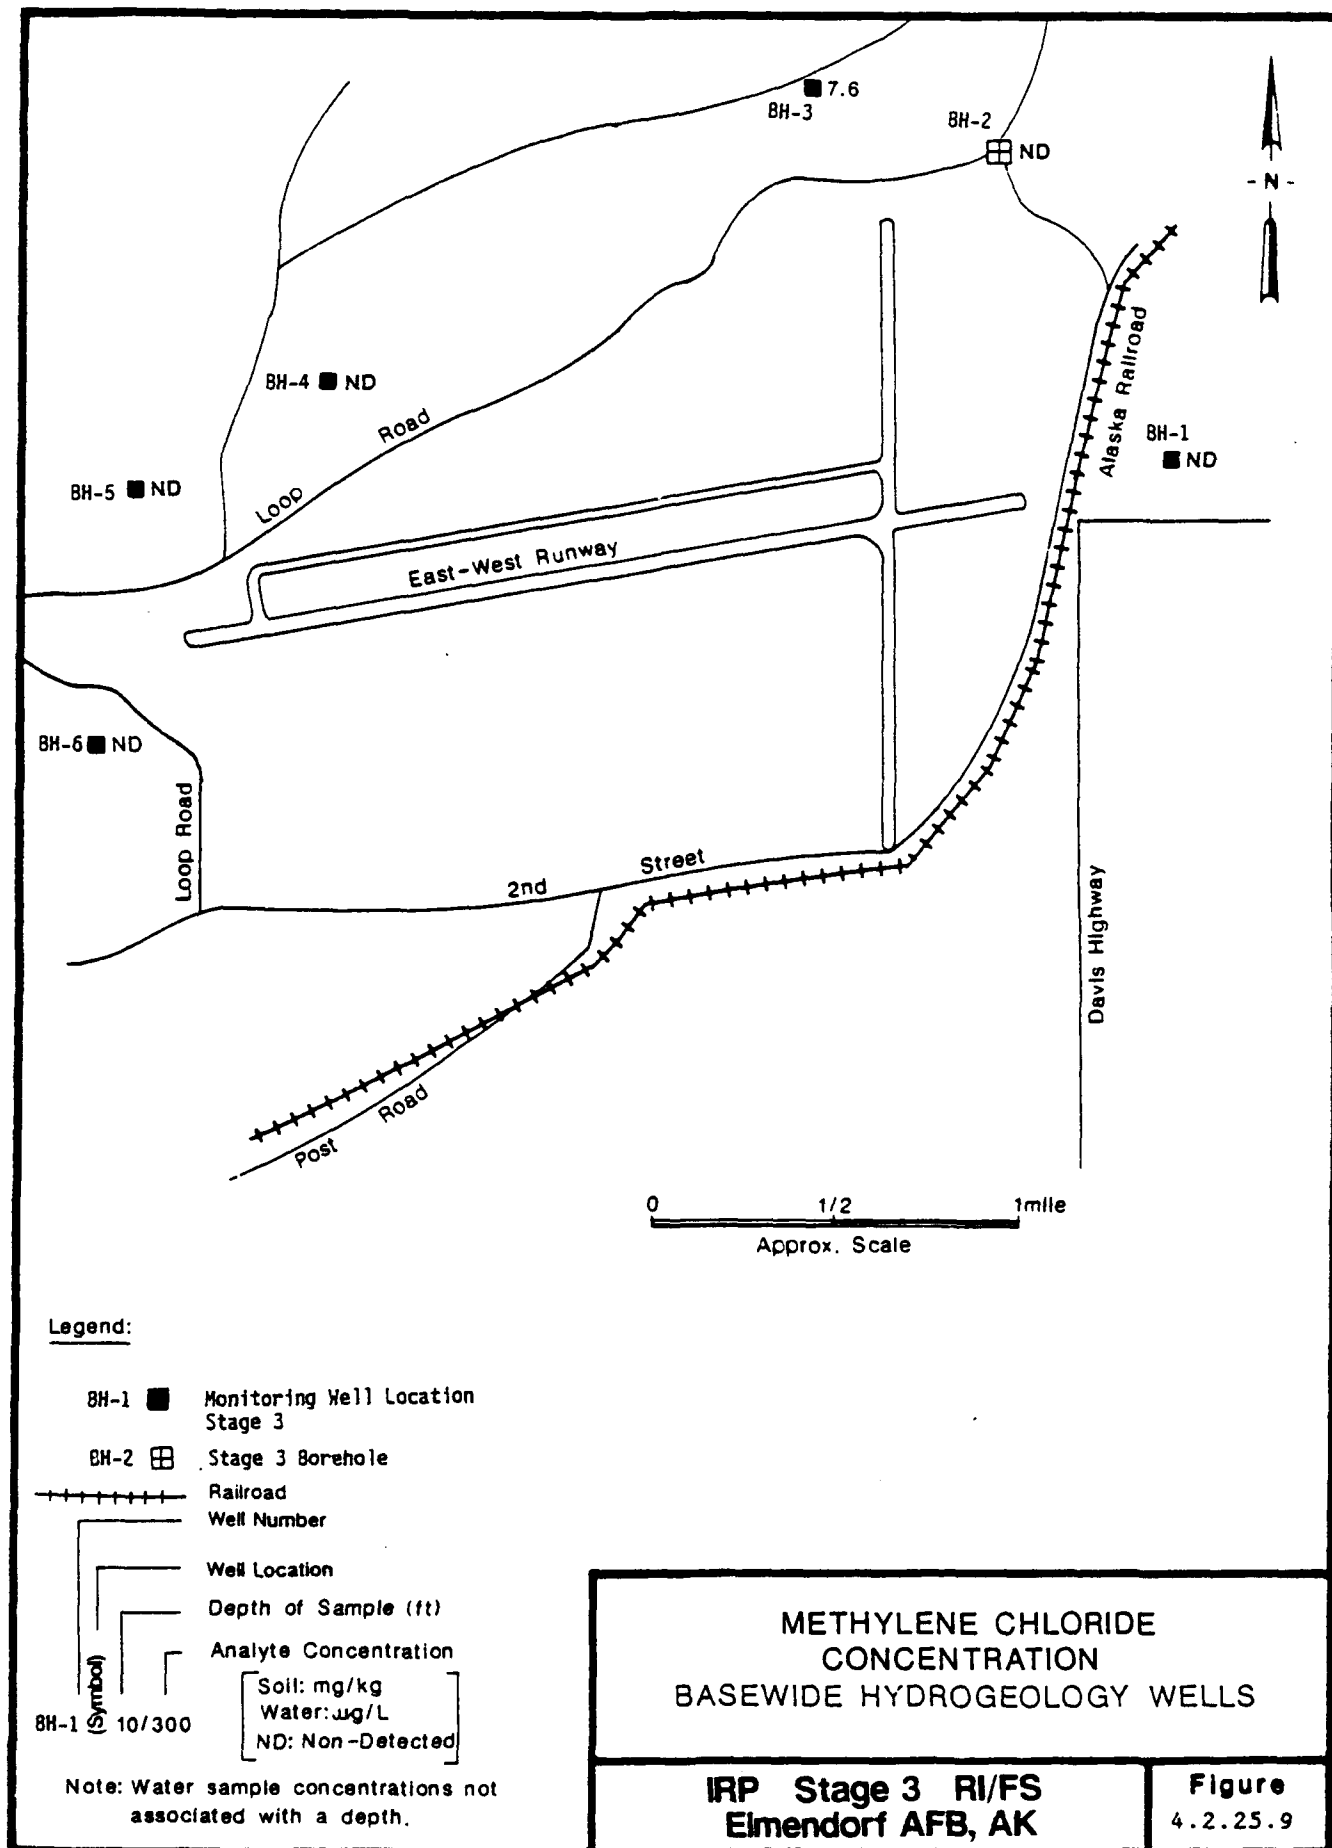 7.6
BH-3
BH-2
ND
- N -
BH-4 ND
Road
Alaska Railroad
BH-1
ND
BH-5 ND
Loop
East-West Runway
BH-6 ND
Loop Road
Street
2nd
Davis Highway
Road
Post
0 1/2 1mile
Approx. Scale
Legend:
BH-1 Monitoring Well Location
Stage 3
BH-2 Stage 3 Borehole
Railroad
Well Number
Well Location
Depth of Sample (ft)
Analyte Concentration
Soil: mg/kg
Water: ug/L
ND: Non-Detected
BH-1 (Symbol) 10/300
Note: Water sample concentrations not
associated with a depth.
METHYLENE CHLORIDE
CONCENTRATION
BASEWIDE HYDROGEOLOGY WELLS
IRP Stage 3 RI/FS
Elmendorf AFB, AK
Figure
4.2.25.9